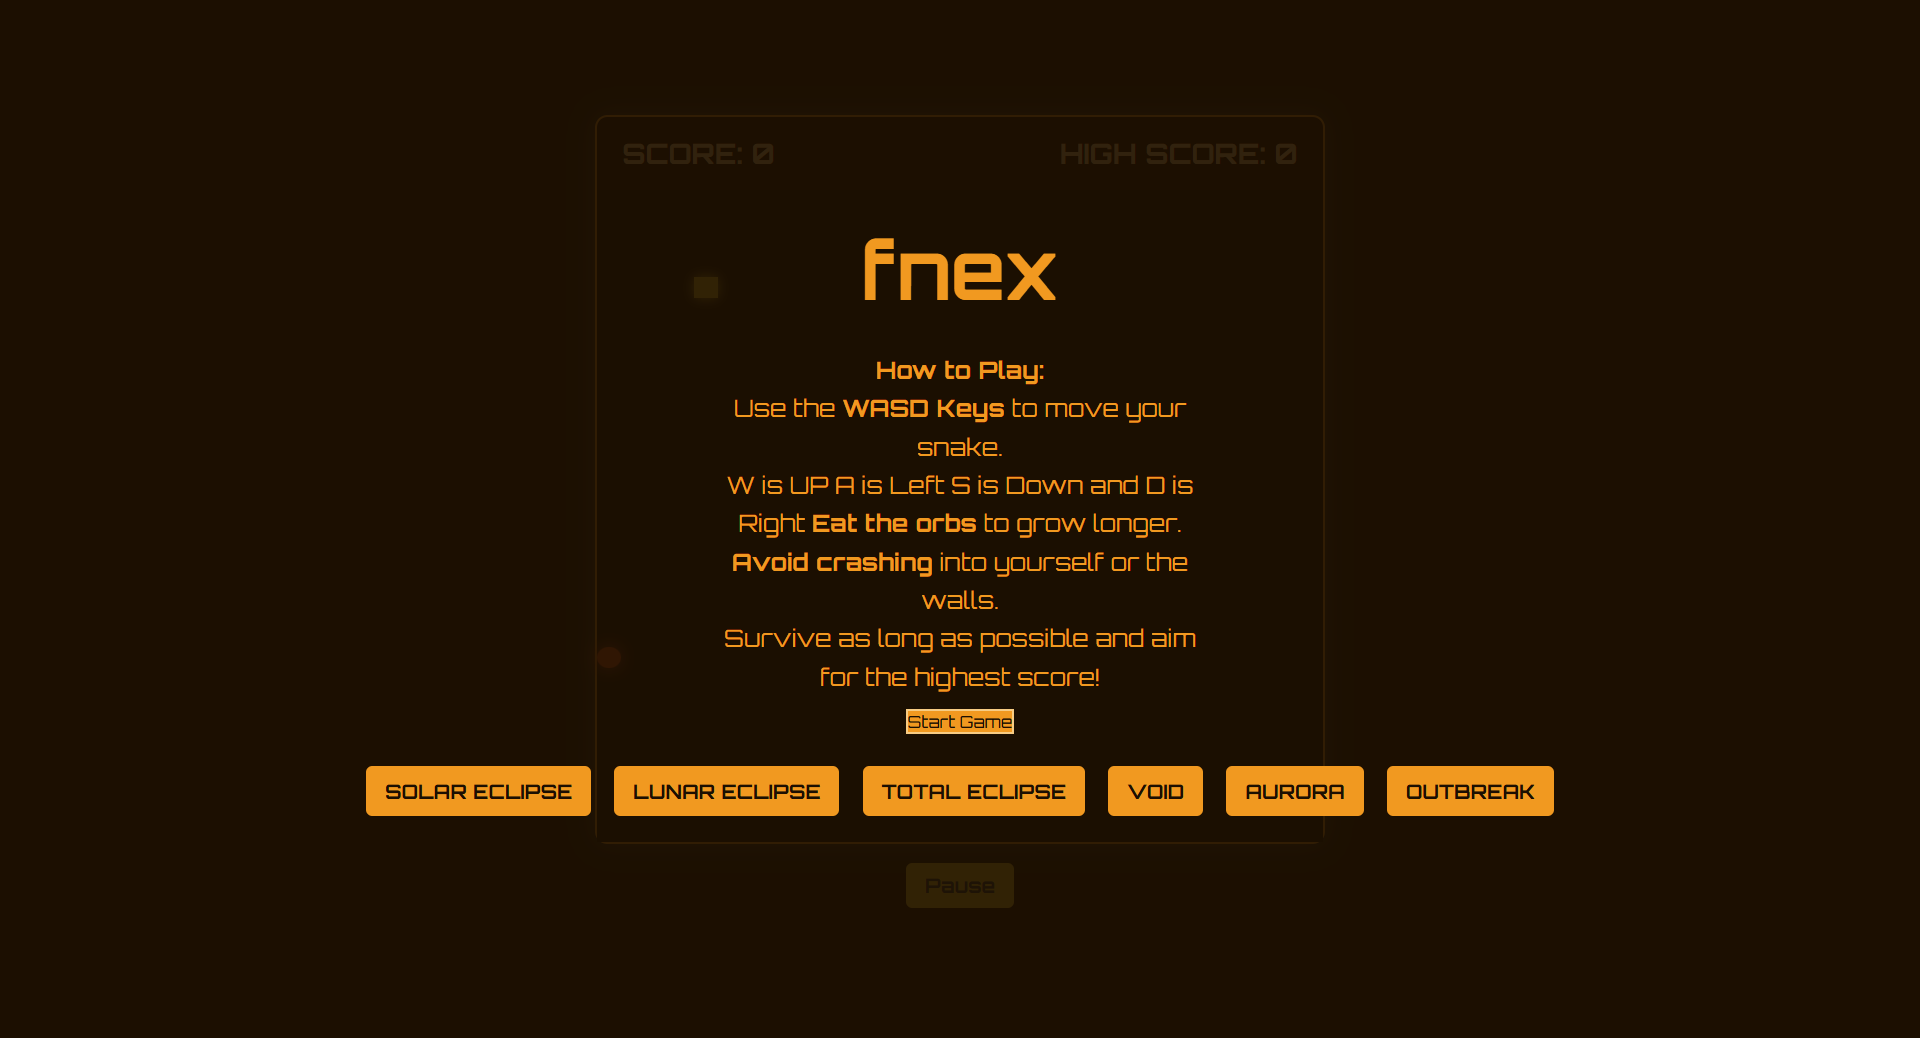 SCORE: 0
HIGH SCORE: 0
fnex
How to Play:
Use the WASD Keys to move your
snake.
W is UP A is Left S is Down and D is
Right Eat the orbs to grow longer.
Avoid crashing into yourself or the
walls.
Survive as long as possible and aim
for the highest score!
Start Game
SOLAR ECLIPSE
LUNAR ECLIPSE
TOTAL ECLIPSE
VOID
AURORA
OUTBREAK
Pause